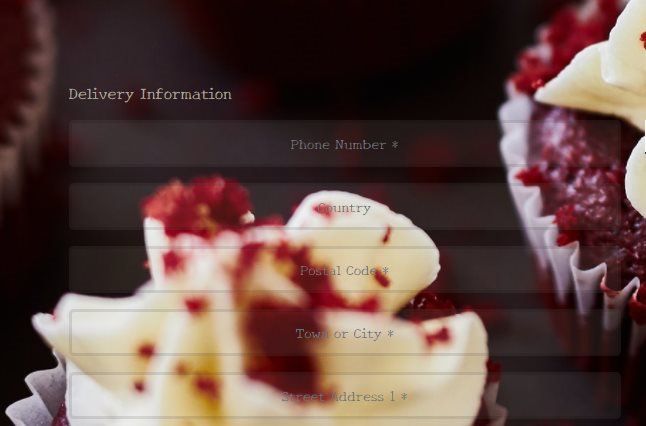 Delivery Information
Phone Number *
Country
Postal Code *
Town or City *
Street Address 1 *